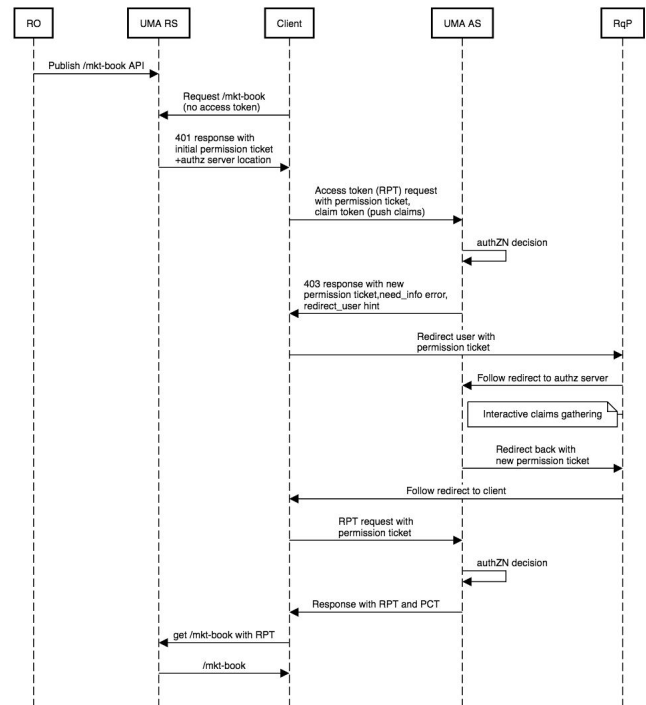 RO
UMA RS
Client
UMA AS
RqP
Publish /mkt-book API
Request /mkt-book
(no access token)
401 response with
initial permission ticket
+authz server location
Access token (RPT) request
with permission ticket,
claim token (push claims)
authZN decision
403 response with new
permission ticket,need_info error,
redirect_user hint
Redirect user with
permission ticket
Follow redirect to authz server
Interactive claims gathering
Redirect back with
new permission ticket
Follow redirect to client
RPT request with
permission ticket
authZN decision
Response with RPT and PCT
get /mkt-book with RPT
/mkt-book